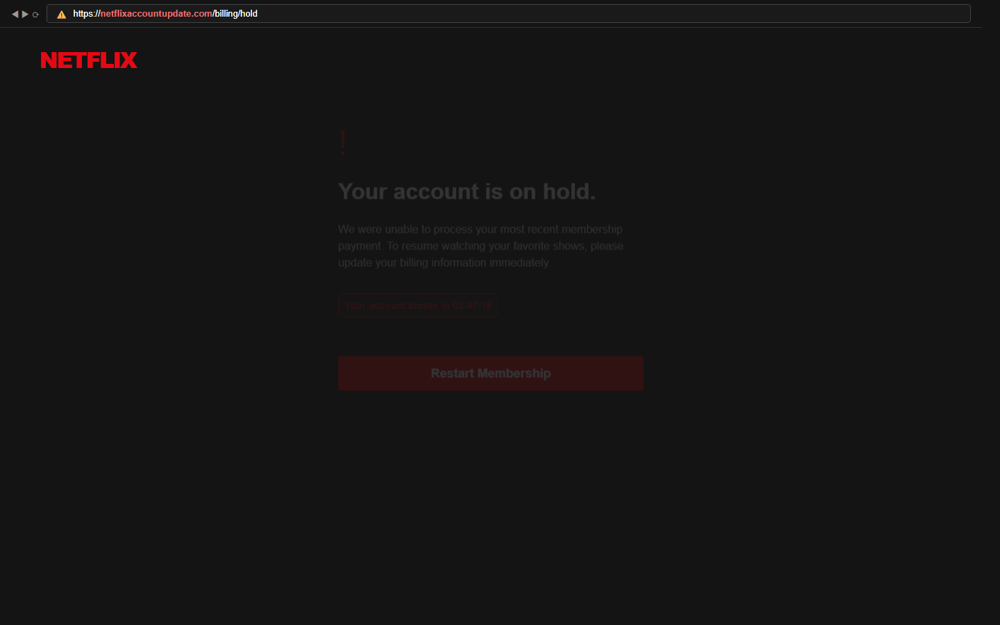 https://netflixaccountupdate.com/billing/hold
NETFLIX
!
Your account is on hold.
We were unable to process your most recent membership
payment. To resume watching your favorite shows, please
update your billing information immediately.
Your account closes in 02:47:18
Restart Membership